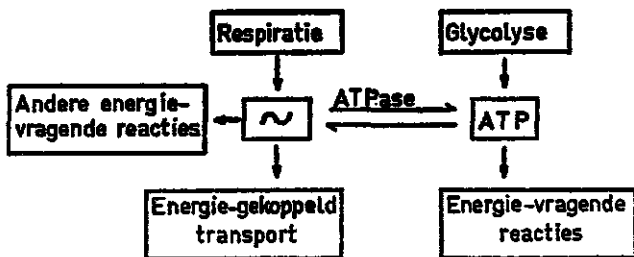 Respiratie
Glycolyse
Andere energie-
vragende reacties
~
ATPase
ATP
Energie-gekoppeld
transport
Energie-vragende
reacties